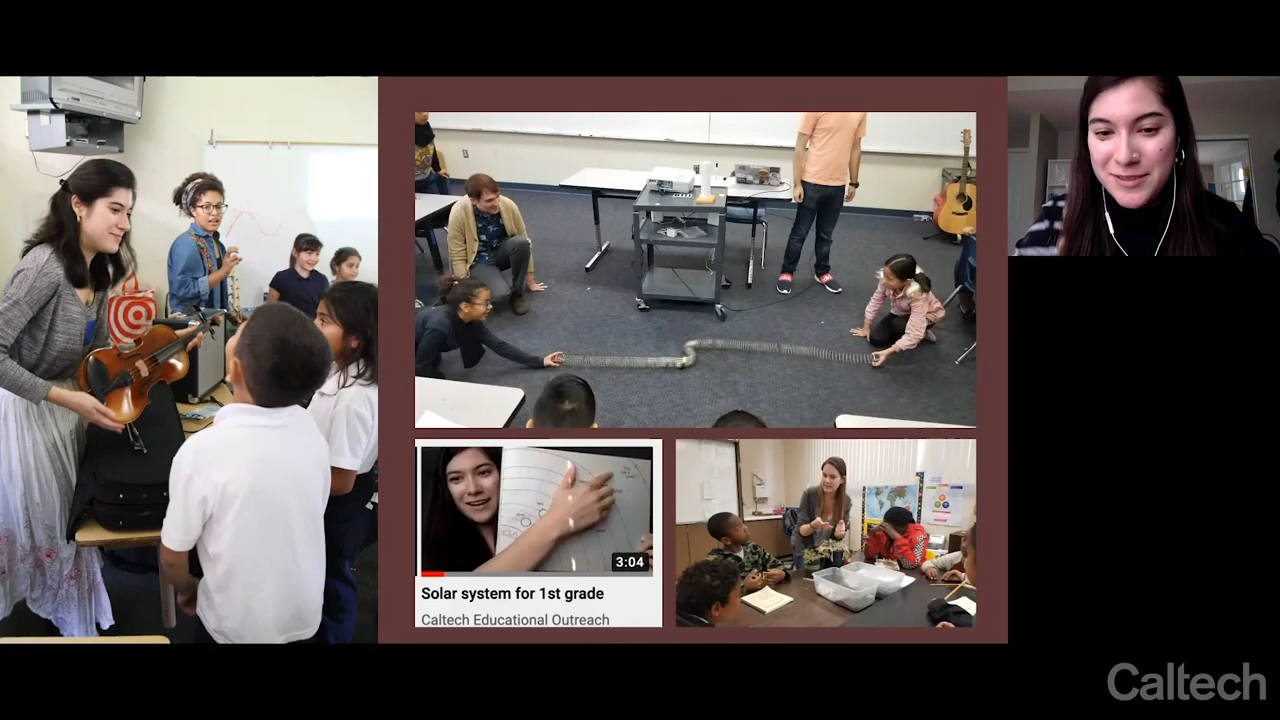 3:04
Solar system for 1st grade
Caltech Educational Outreach
Caltech